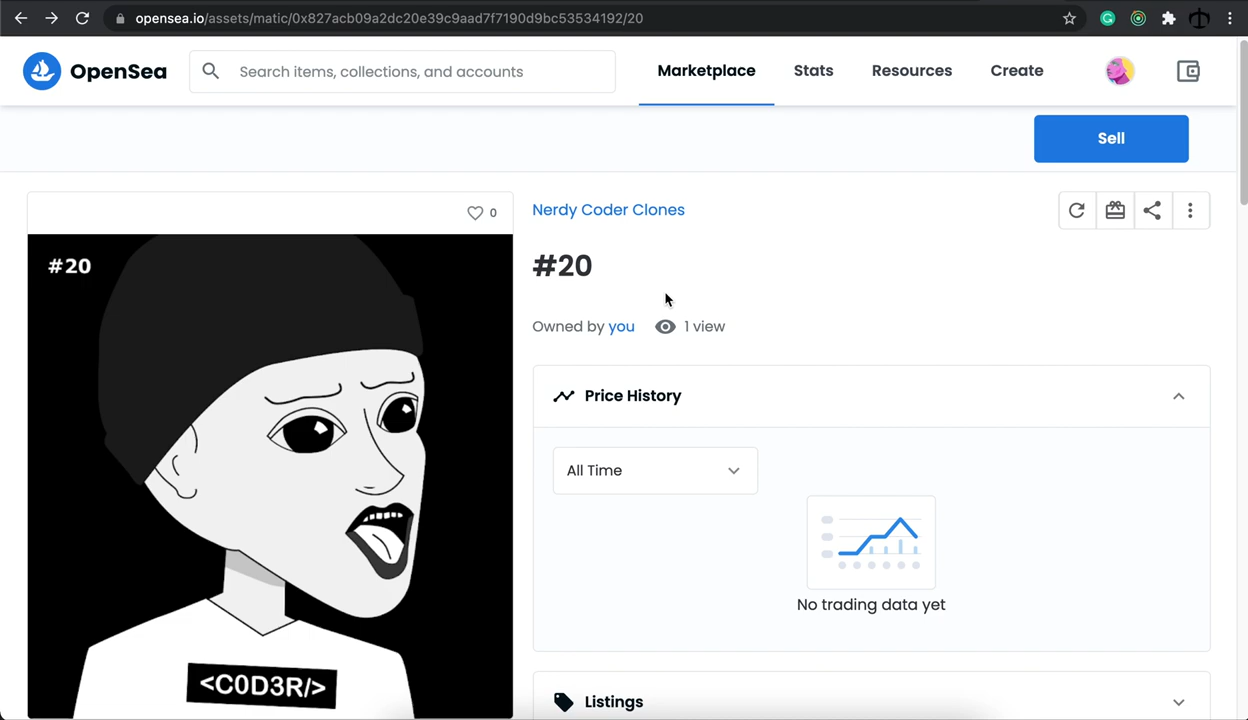 opensea.io/assets/matic/0x827acb09a2dc20e39c9aad7f7190d9bc53534192/20
OpenSea
Search items, collections, and accounts
Marketplace
Stats
Resources
Create
Sell
0
Nerdy Coder Clones
#20
#20
Owned by you
1 view
Price History
All Time
No trading data yet
<C0D3R/>
Listings